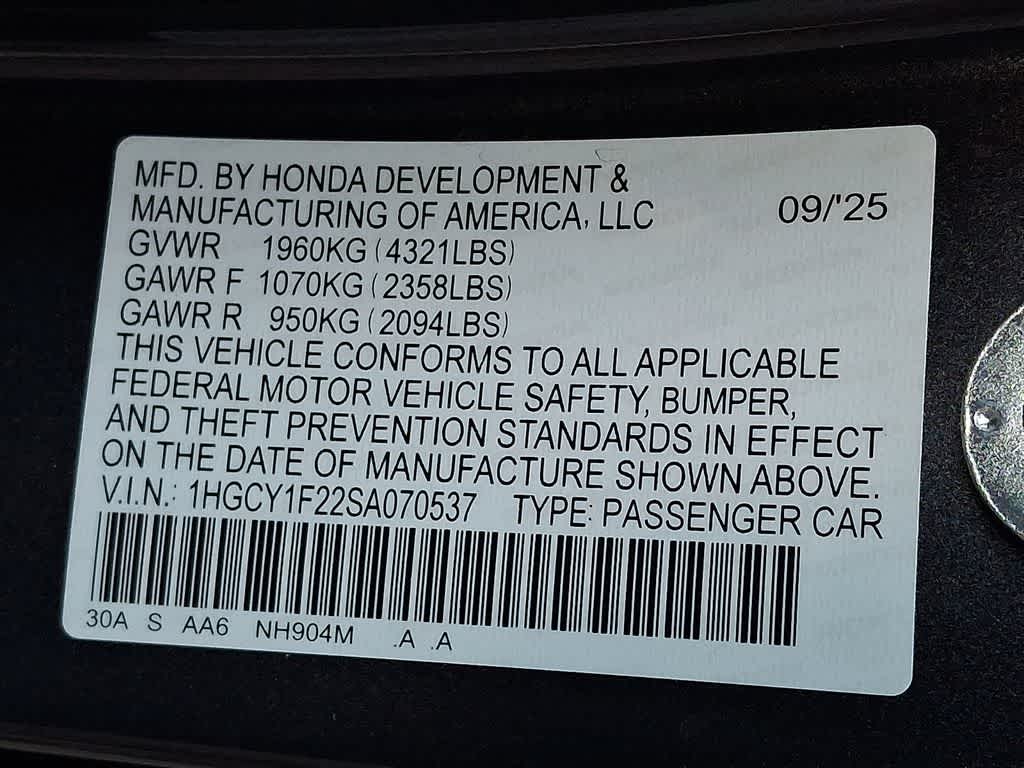 MFD. BY HONDA DEVELOPMENT &
MANUFACTURING OF AMERICA, LLC 09/'25
GVWR 1960KG (4321LBS)
GAWR F 1070KG (2358LBS)
GAWR R 950KG (2094LBS)
THIS VEHICLE CONFORMS TO ALL APPLICABLE
FEDERAL MOTOR VEHICLE SAFETY, BUMPER,
AND THEFT PREVENTION STANDARDS IN EFFECT
ON THE DATE OF MANUFACTURE SHOWN ABOVE.
V.I.N.: 1HGCY1F22SA070537 TYPE: PASSENGER CAR
30A S AA6 NH904M .A .A